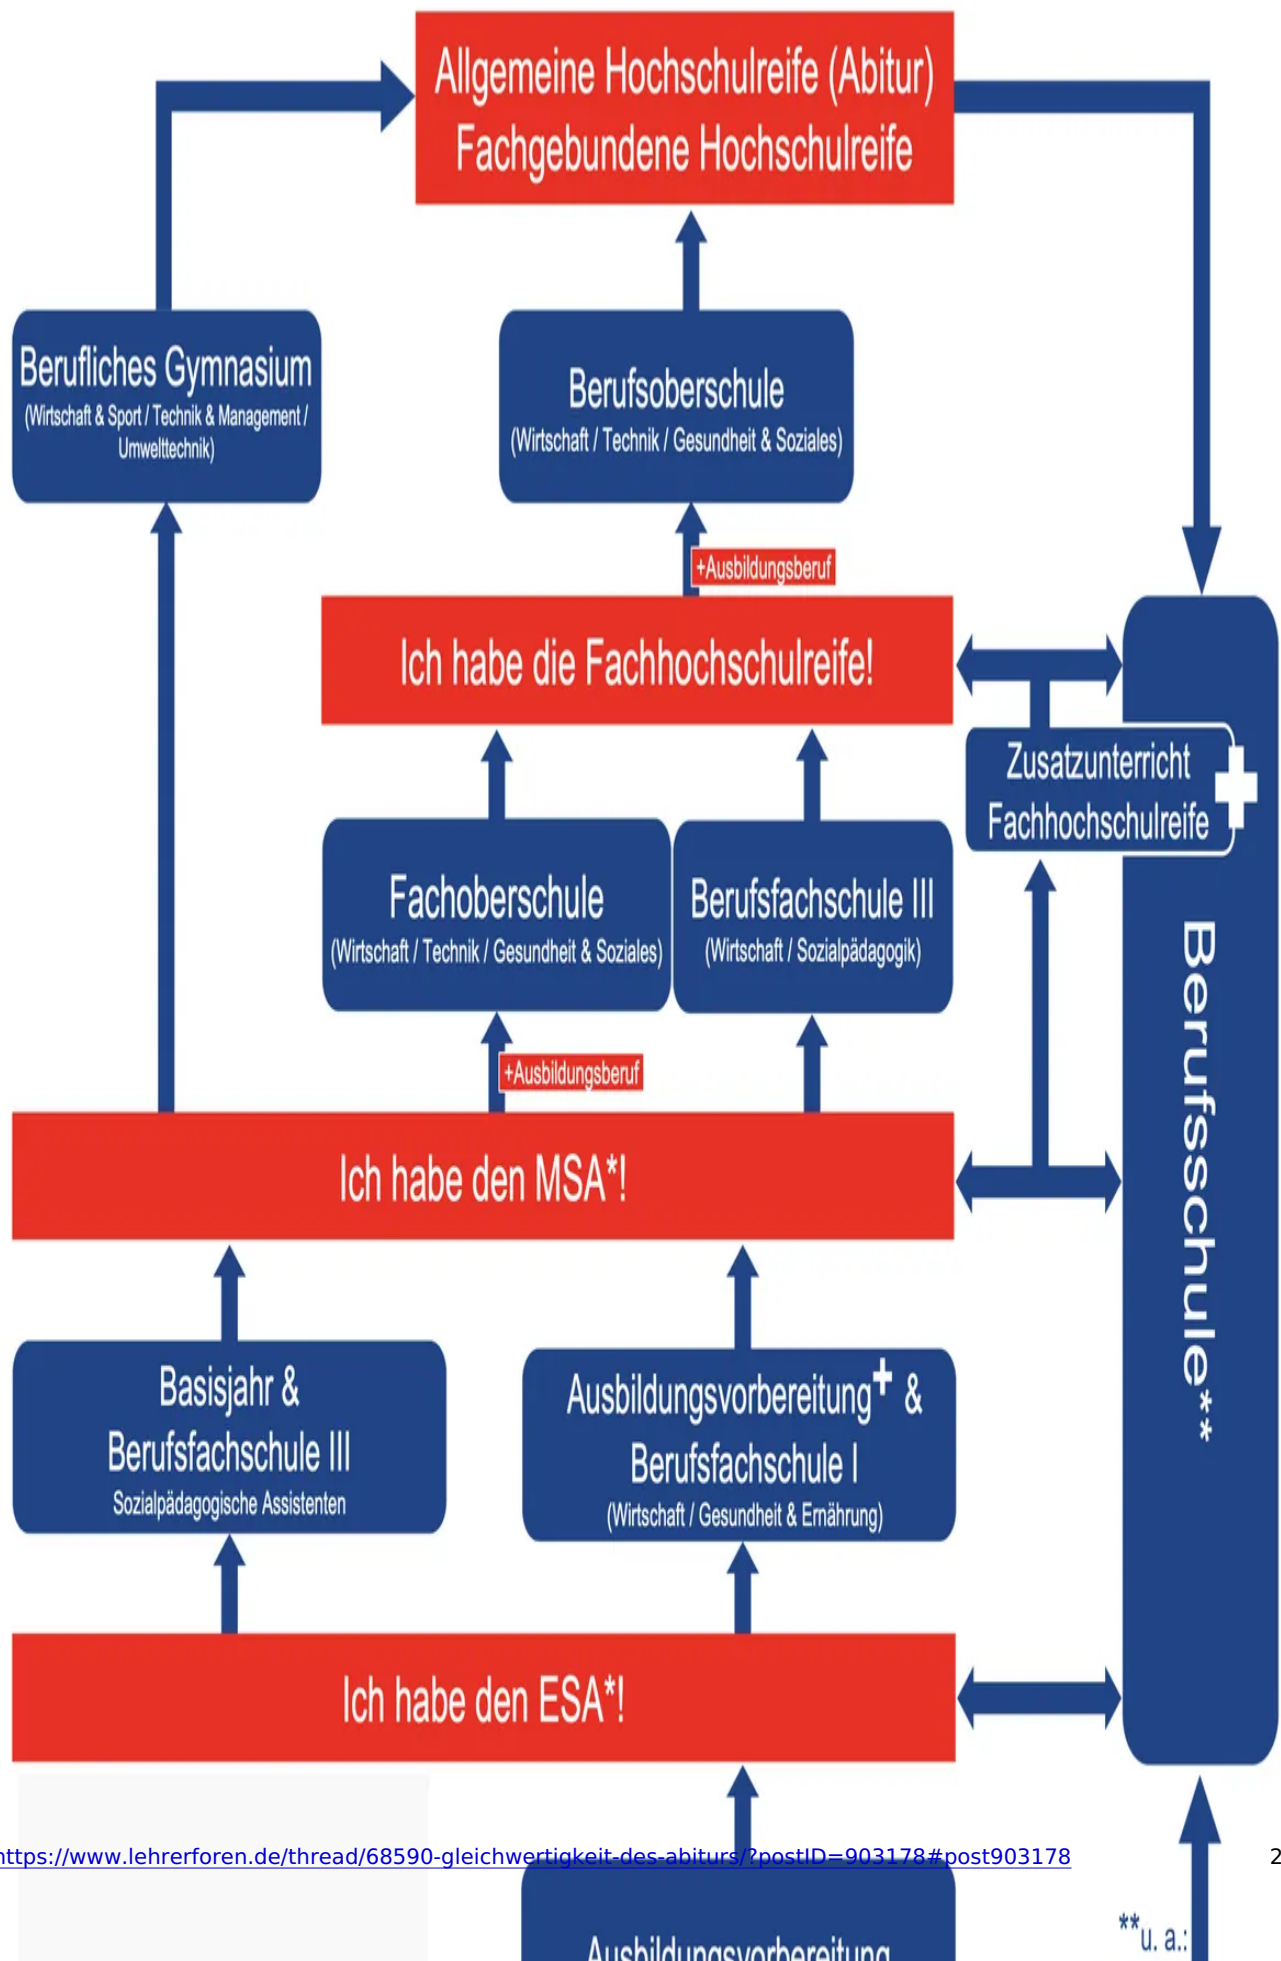 Allgemeine Hochschulreife (Abitur)
Fachgebundene Hochschulreife
Berufliches Gymnasium
(Wirtschaft & Sport / Technik & Management /
Umwelttechnik)
Berufsoberschule
(Wirtschaft / Technik / Gesundheit & Soziales)
+Ausbildungsberuf
Ich habe die Fachhochschulreife!
Zusatzunterricht
Fachhochschulreife
Fachoberschule
(Wirtschaft / Technik / Gesundheit & Soziales)
Berufsfachschule III
(Wirtschaft / Sozialpädagogik)
Berufsschule**
+Ausbildungsberuf
Ich habe den MSA*!
Basisjahr &
Berufsfachschule III
Sozialpädagogische Assistenten
Ausbildungsvorbereitung+ &
Berufsfachschule I
(Wirtschaft / Gesundheit & Ernährung)
Ich habe den ESA*!
https://www.lehrerforen.de/thread/68590-gleichwertigkeit-des-abiturs/?postID=903178#post903178
2
**u. a.:
Ausbildungsvorbereitung